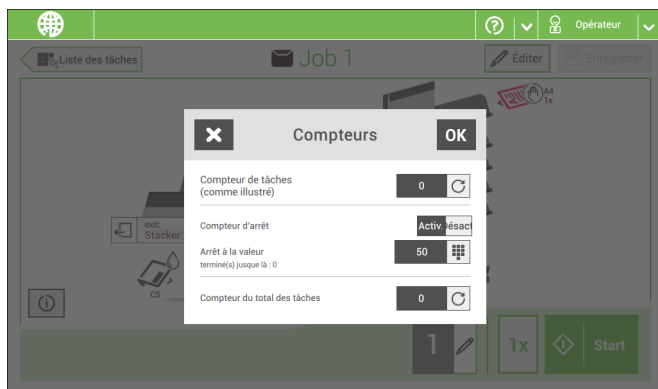 Opérateur
Liste des tâches
Job 1
Éditer
Enregistrer
A4
1x
Compteurs
OK
Compteur de tâches
(comme illustré)
0
Compteur d'arrêt
Activ. Désact
Arrêt à la valeur
50
terminé(s) jusque là : 0
Compteur du total des tâches
0
exit:
Stacker
C5
1
1x
Start